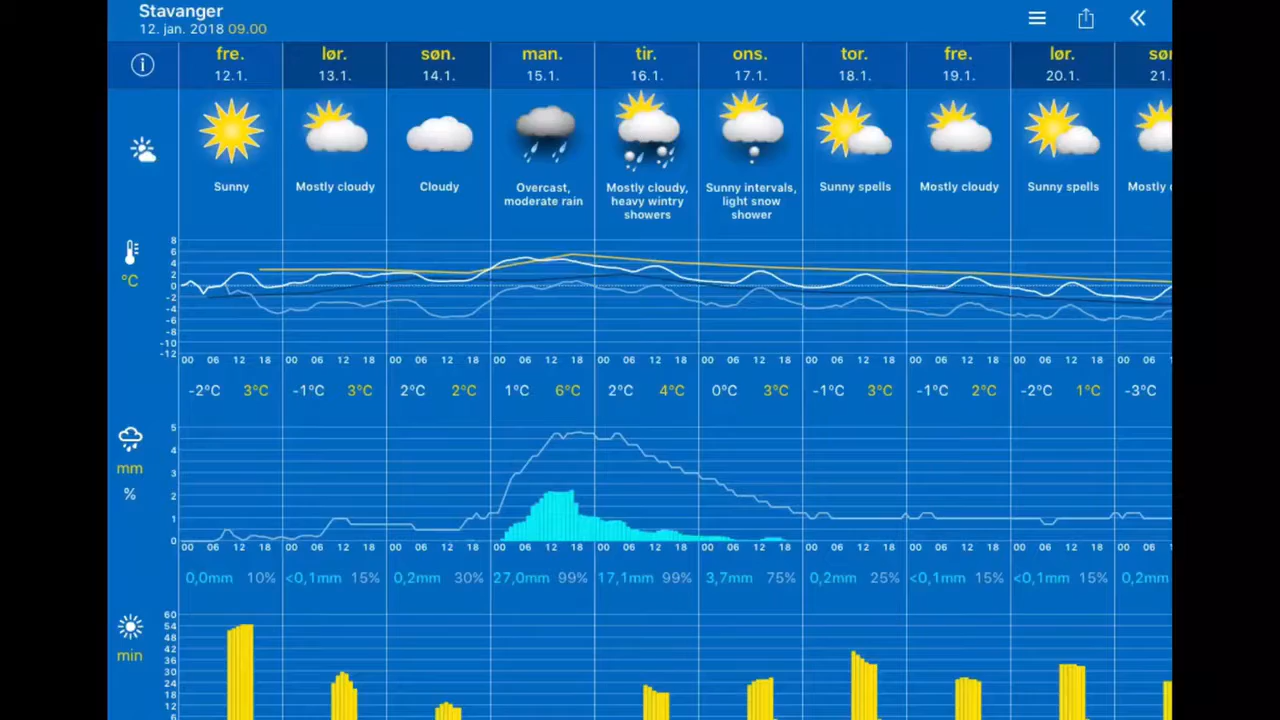 Stavanger
12. jan. 2018 09.00
fre. lør. søn. man. tir. ons. tor. fre. lør. sø
12.1. 13.1. 14.1. 15.1. 16.1. 17.1. 18.1. 19.1. 20.1. 21.
Sunny Mostly cloudy Cloudy Overcast, Mostly cloudy, Sunny intervals, Sunny spells Mostly cloudy Sunny spells Mostly
moderate rain heavy wintry light snow
showers shower
8
6
4
2
0
-2
-4
-6
-8
-10
-12
°C
00 06 12 18 00 06 12 18 00 06 12 18 00 06 12 18 00 06 12 18 00 06 12 18 00 06 12 18 00 06 12 18 00 06 12 18 00 06
-2°C 3°C -1°C 3°C 2°C 2°C 1°C 6°C 2°C 4°C 0°C 3°C -1°C 3°C -1°C 2°C -2°C 1°C -3°C
5
4
3
2
1
0
mm
%
00 06 12 18 00 06 12 18 00 06 12 18 00 06 12 18 00 06 12 18 00 06 12 18 00 06 12 18 00 06 12 18 00 06 12 18 00 06
0,0mm 10% <0,1mm 15% 0,2mm 30% 27,0mm 99% 17,1mm 99% 3,7mm 75% 0,2mm 25% <0,1mm 15% <0,1mm 15% 0,2mm
60
54
48
42
36
30
24
18
12
6
min